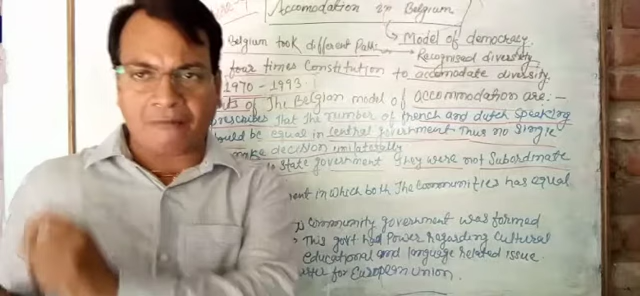 Accomodation in Belgium
Model of democracy.
Belgium took different Path
Recognised diversity.
four times Constitution to accomodate diversity.
1970 - 1993
of The Belgian model of accommodation are: -
prescribes that the number of french and dutch speaking
be equal in central government. Thus no single
make decision unilaterally
to State government They were not Subordinate
in which both The Communities has equal
Community government was formed
This govt had Power Regarding Cultural
Educational and language related issue.
for European union.